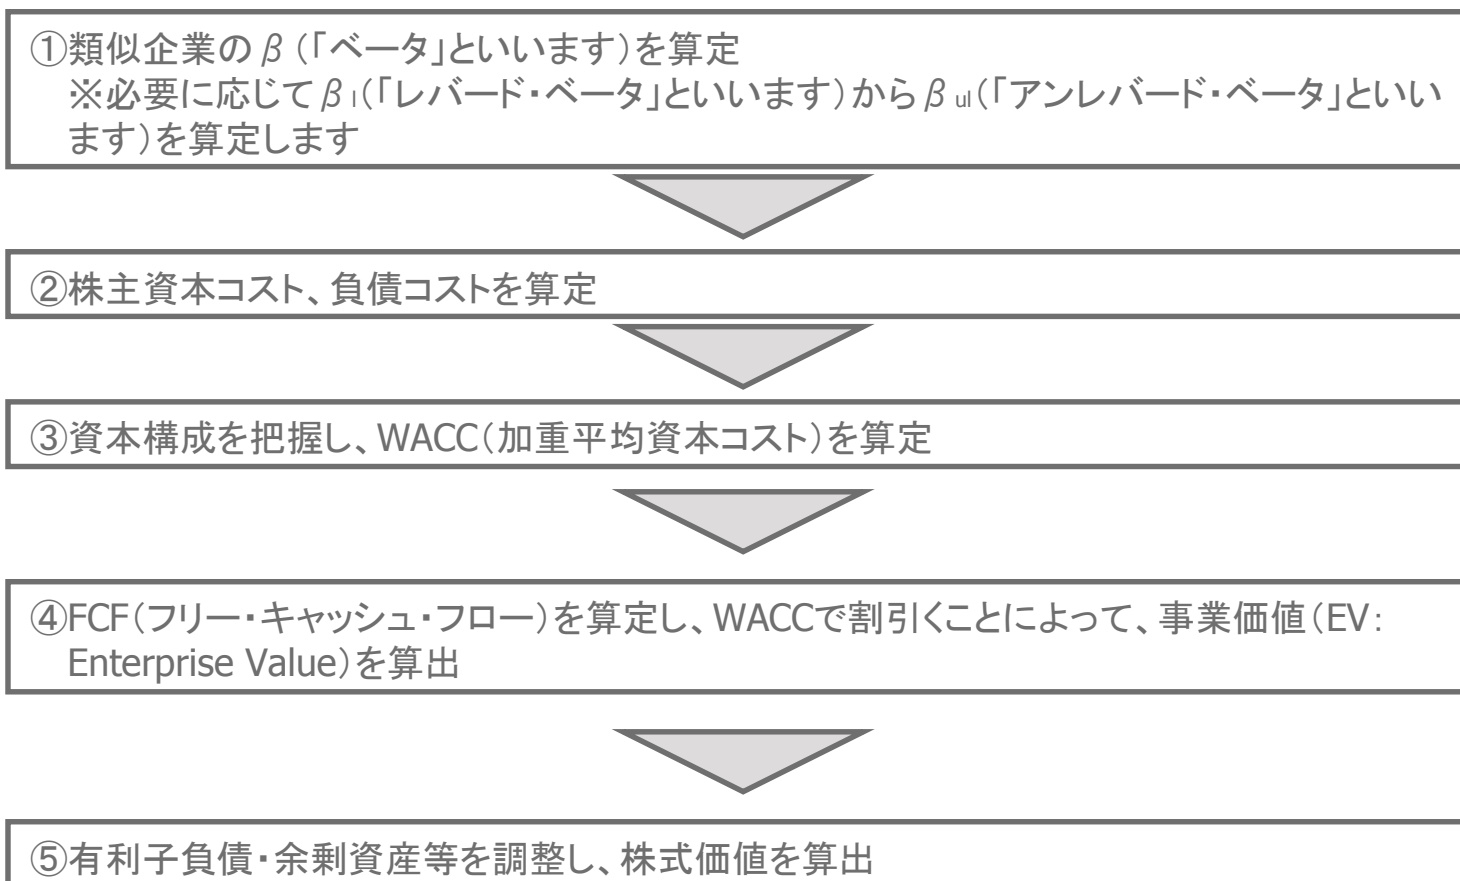 ①類似企業のβ(「ベータ」といいます)を算定
※必要に応じてβl(「レバード・ベータ」といいます)からβul(「アンレバード・ベータ」といい
ます)を算定します
②株主資本コスト、負債コストを算定
③資本構成を把握し、WACC(加重平均資本コスト)を算定
④FCF(フリー・キャッシュ・フロー)を算定し、WACCで割引くことによって、事業価値(EV:
Enterprise Value)を算出
⑤有利子負債・余剰資産等を調整し、株式価値を算出